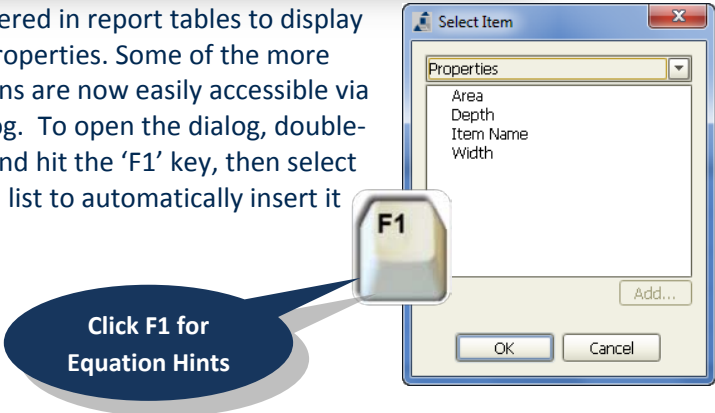 ered in report tables to display
roperties. Some of the more
ns are now easily accessible via
og. To open the dialog, double-
nd hit the ‘F1’ key, then select
list to automatically insert it
Select Item
Properties
Area
Depth
Item Name
Width
Add...
OK
Cancel
F1
Click F1 for
Equation Hints